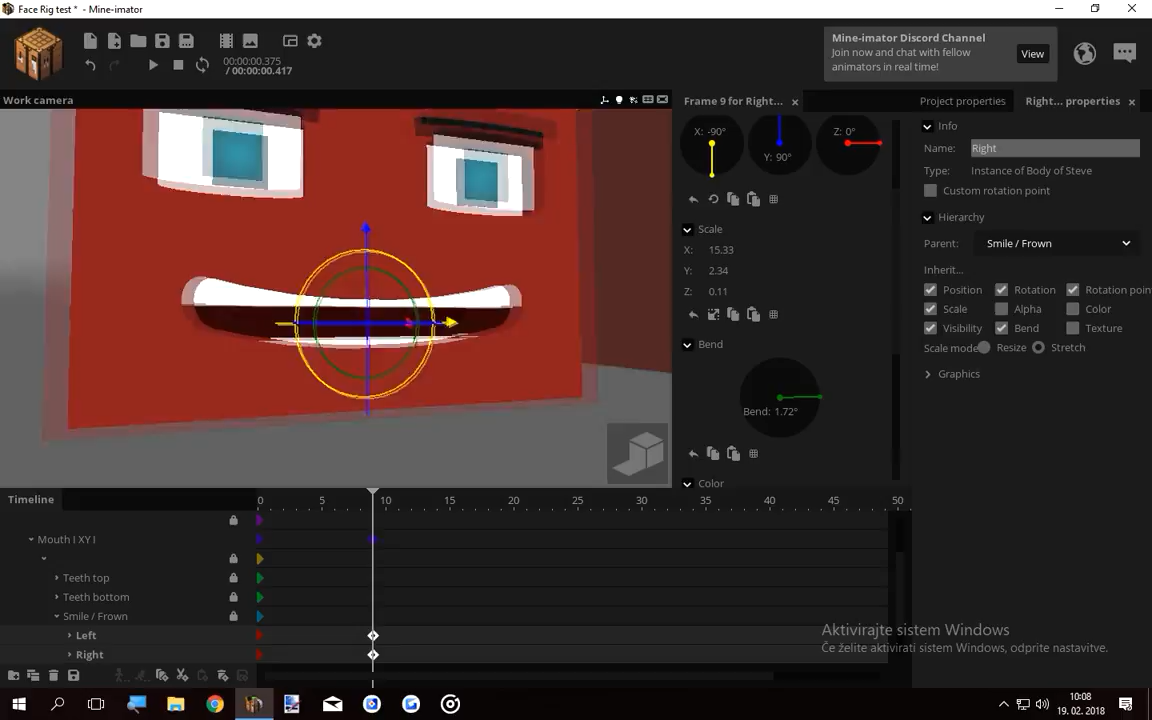 Face Rig test * - Mine-imator
00:00:00.375
/ 00:00:00.417
Mine-imator Discord Channel
Join now and chat with fellow
animators in real time!
View
Work camera
Frame 9 for Right...
Project properties
Right... properties
X: -90°
Y: 90°
Z: 0°
Scale
X: 15.33
Y: 2.34
Z: 0.11
Bend
Bend: 1.72°
Color
Info
Name: Right
Type: Instance of Body of Steve
Custom rotation point
Hierarchy
Parent: Smile / Frown
Inherit...
Position Rotation Rotation poin
Scale Alpha Color
Visibility Bend Texture
Scale mode Resize Stretch
Graphics
Timeline
0 5 10 15 20 25 30 35 40 45 50
Mouth I XY I
Teeth top
Teeth bottom
Smile / Frown
Left
Right
Aktivirajte sistem Windows
Če želite aktivirati sistem Windows, odprite nastavitve.
10:08
19. 02. 2018